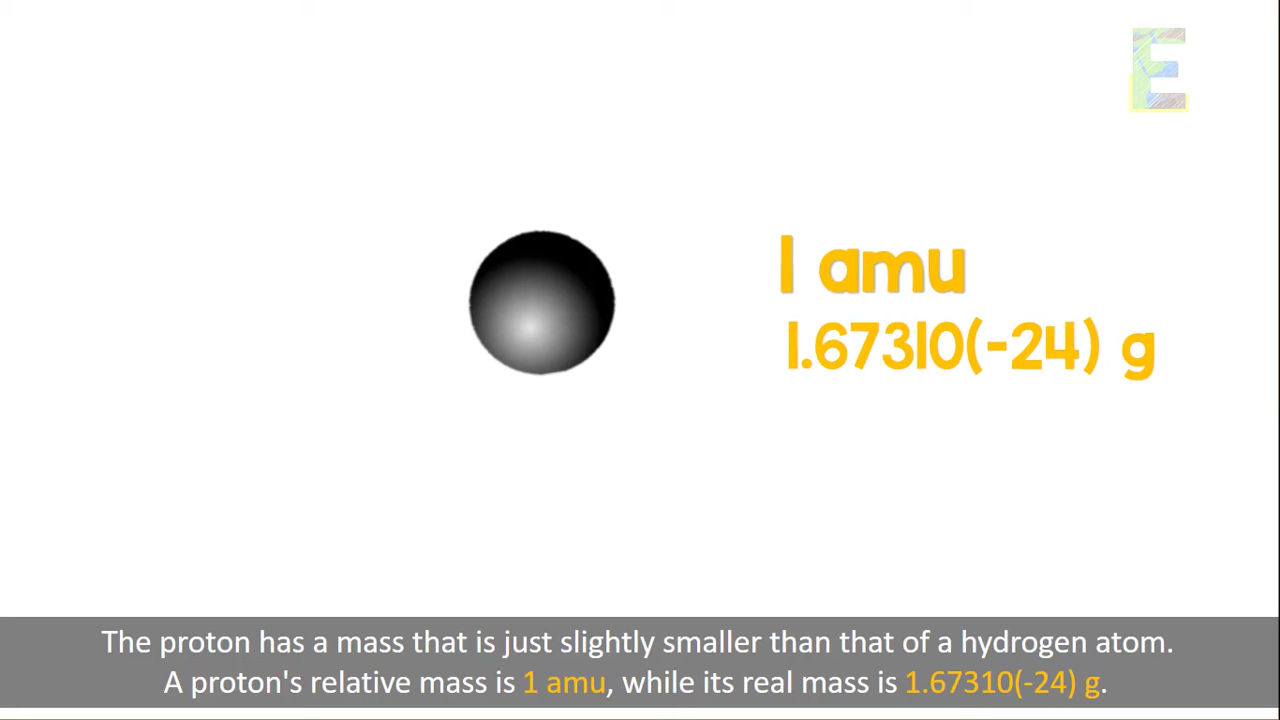 E
1 amu
1.67310(-24) g
The proton has a mass that is just slightly smaller than that of a hydrogen atom.
A proton's relative mass is 1 amu, while its real mass is 1.67310(-24) g.